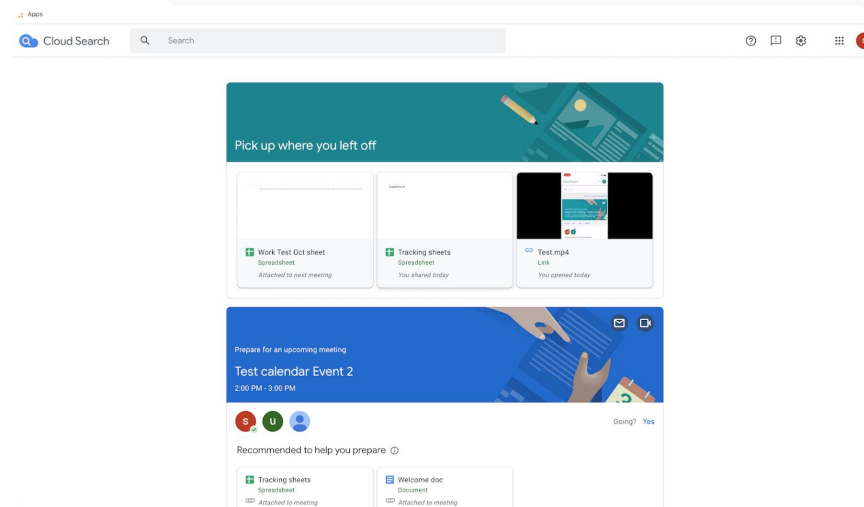 Apps
Cloud Search
Search
Pick up where you left off
Work Test Oct sheet
Spreadsheet
Attached to next meeting
Tracking sheets
Spreadsheet
You shared today
Test.mp4
Link
You opened today
Prepare for an upcoming meeting
Test calendar Event 2
2:00 PM - 3:00 PM
S
u
Going? Yes
Recommended to help you prepare
Tracking sheets
Spreadsheet
Attached to meeting
Welcome doc
Document
Attached to meeting